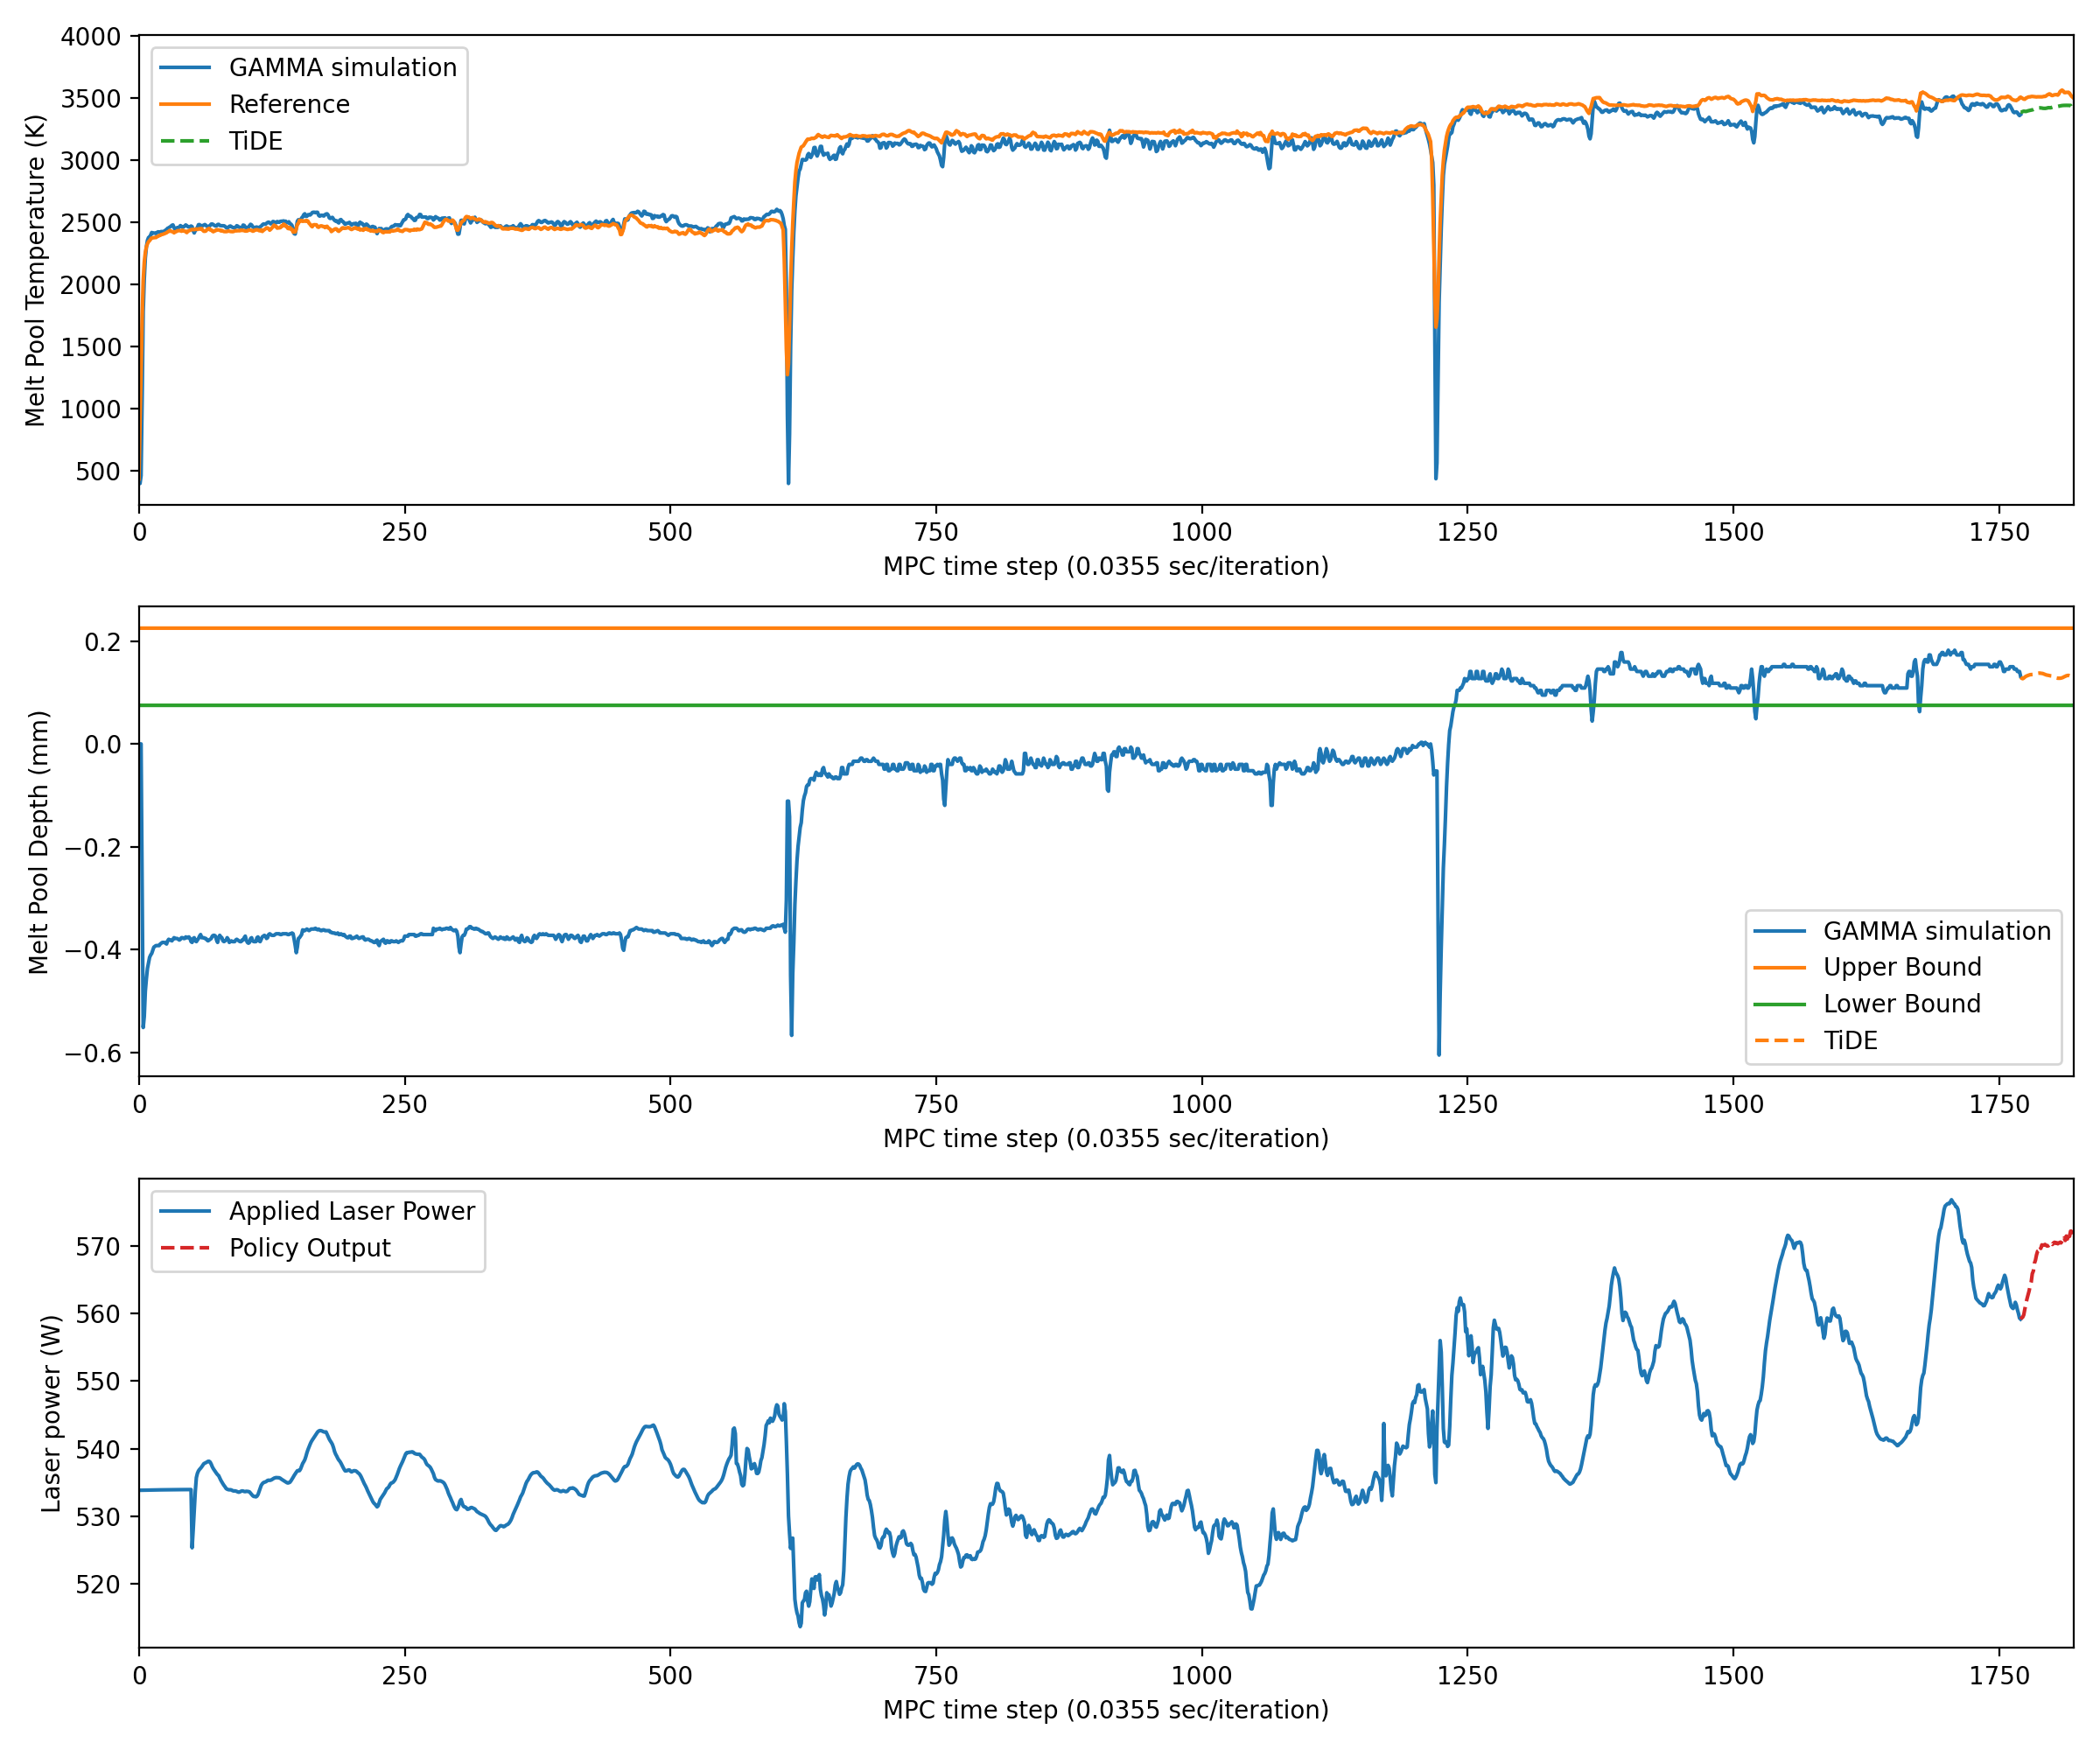 4000
3500
3000
2500
2000
1500
1000
500
Melt Pool Temperature (K)
GAMMA simulation
Reference
TiDE
0 250 500 750 1000 1250 1500 1750
MPC time step (0.0355 sec/iteration)
0.2
0.0
−0.2
−0.4
−0.6
Melt Pool Depth (mm)
GAMMA simulation
Upper Bound
Lower Bound
TiDE
0 250 500 750 1000 1250 1500 1750
MPC time step (0.0355 sec/iteration)
570
560
550
540
530
520
Laser power (W)
Applied Laser Power
Policy Output
0 250 500 750 1000 1250 1500 1750
MPC time step (0.0355 sec/iteration)